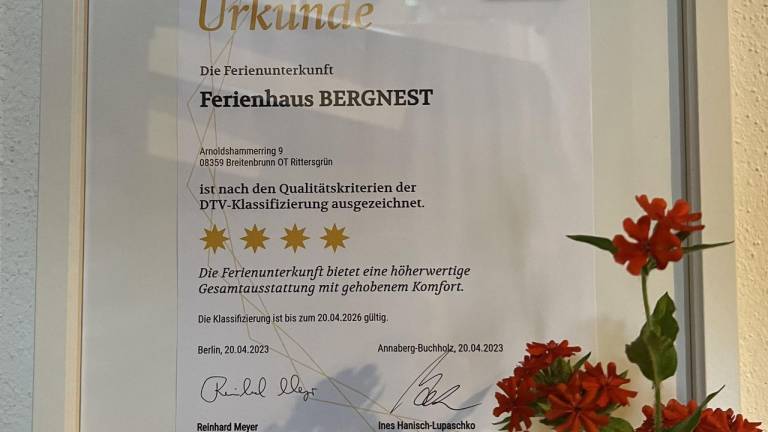 Urkunde
Die Ferienunterkunft
Ferienhaus BERGNEST
Arnoldshammerring 9
08359 Breitenbrunn OT Rittersgrün
ist nach den Qualitätskriterien der
DTV-Klassifizierung ausgezeichnet.
Die Ferienunterkunft bietet eine höherwertige
Gesamtausstattung mit gehobenem Komfort.
Die Klassifizierung ist bis zum 20.04.2026 gültig.
Berlin, 20.04.2023
Annaberg-Buchholz, 20.04.2023
Reinhard Meyer
Reinhard Meyer
Ines Hanisch-Lupaschko